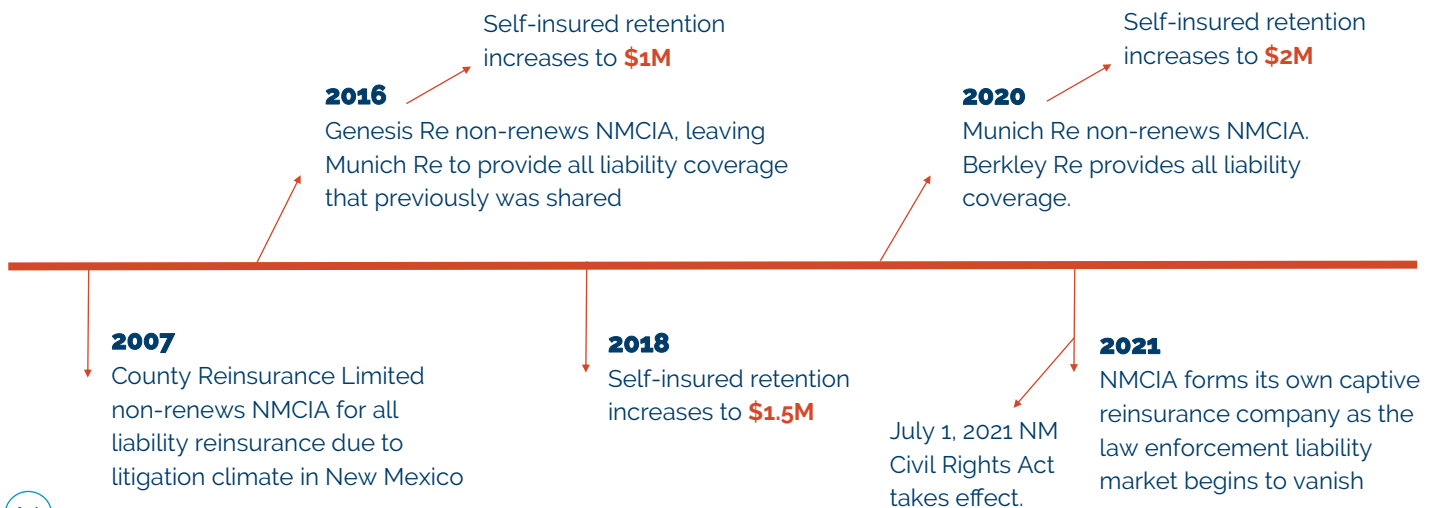 Self-insured retention
increases to $1M
2016
Genesis Re non-renews NMCIA, leaving
Munich Re to provide all liability coverage
that previously was shared
Self-insured retention
increases to $2M
2020
Munich Re non-renews NMCIA.
Berkley Re provides all liability
coverage.
2007
County Reinsurance Limited
non-renews NMCIA for all
liability reinsurance due to
litigation climate in New Mexico
2018
Self-insured retention
increases to $1.5M
July 1, 2021 NM
Civil Rights Act
takes effect.
2021
NMCIA forms its own captive
reinsurance company as the
law enforcement liability
market begins to vanish